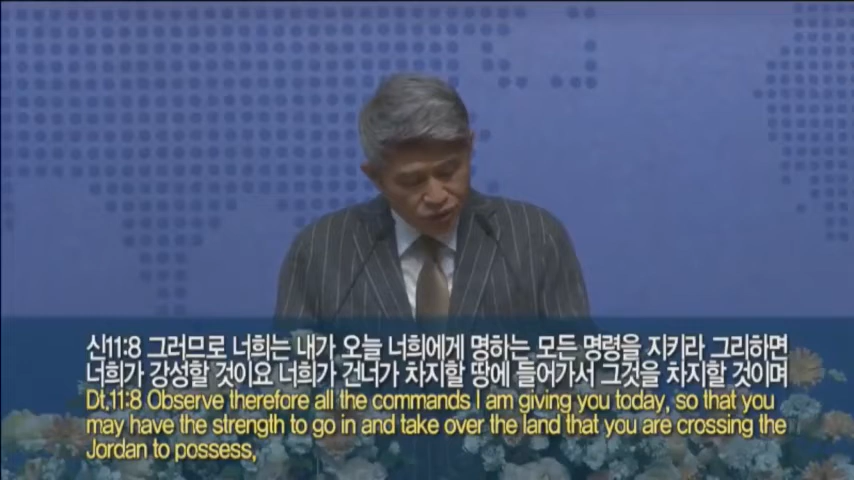 신11:8 그러므로 너희는 내가 오늘 너희에게 명하는 모든 명령을 지키라 그리하면
너희가 강성할 것이요 너희가 건너가 차지할 땅에 들어가서 그것을 차지할 것이며
Dt,11:8 Observe therefore all the commands I am giving you today, so that you
may have the strength to go in and take over the land that you are crossing the
Jordan to possess,